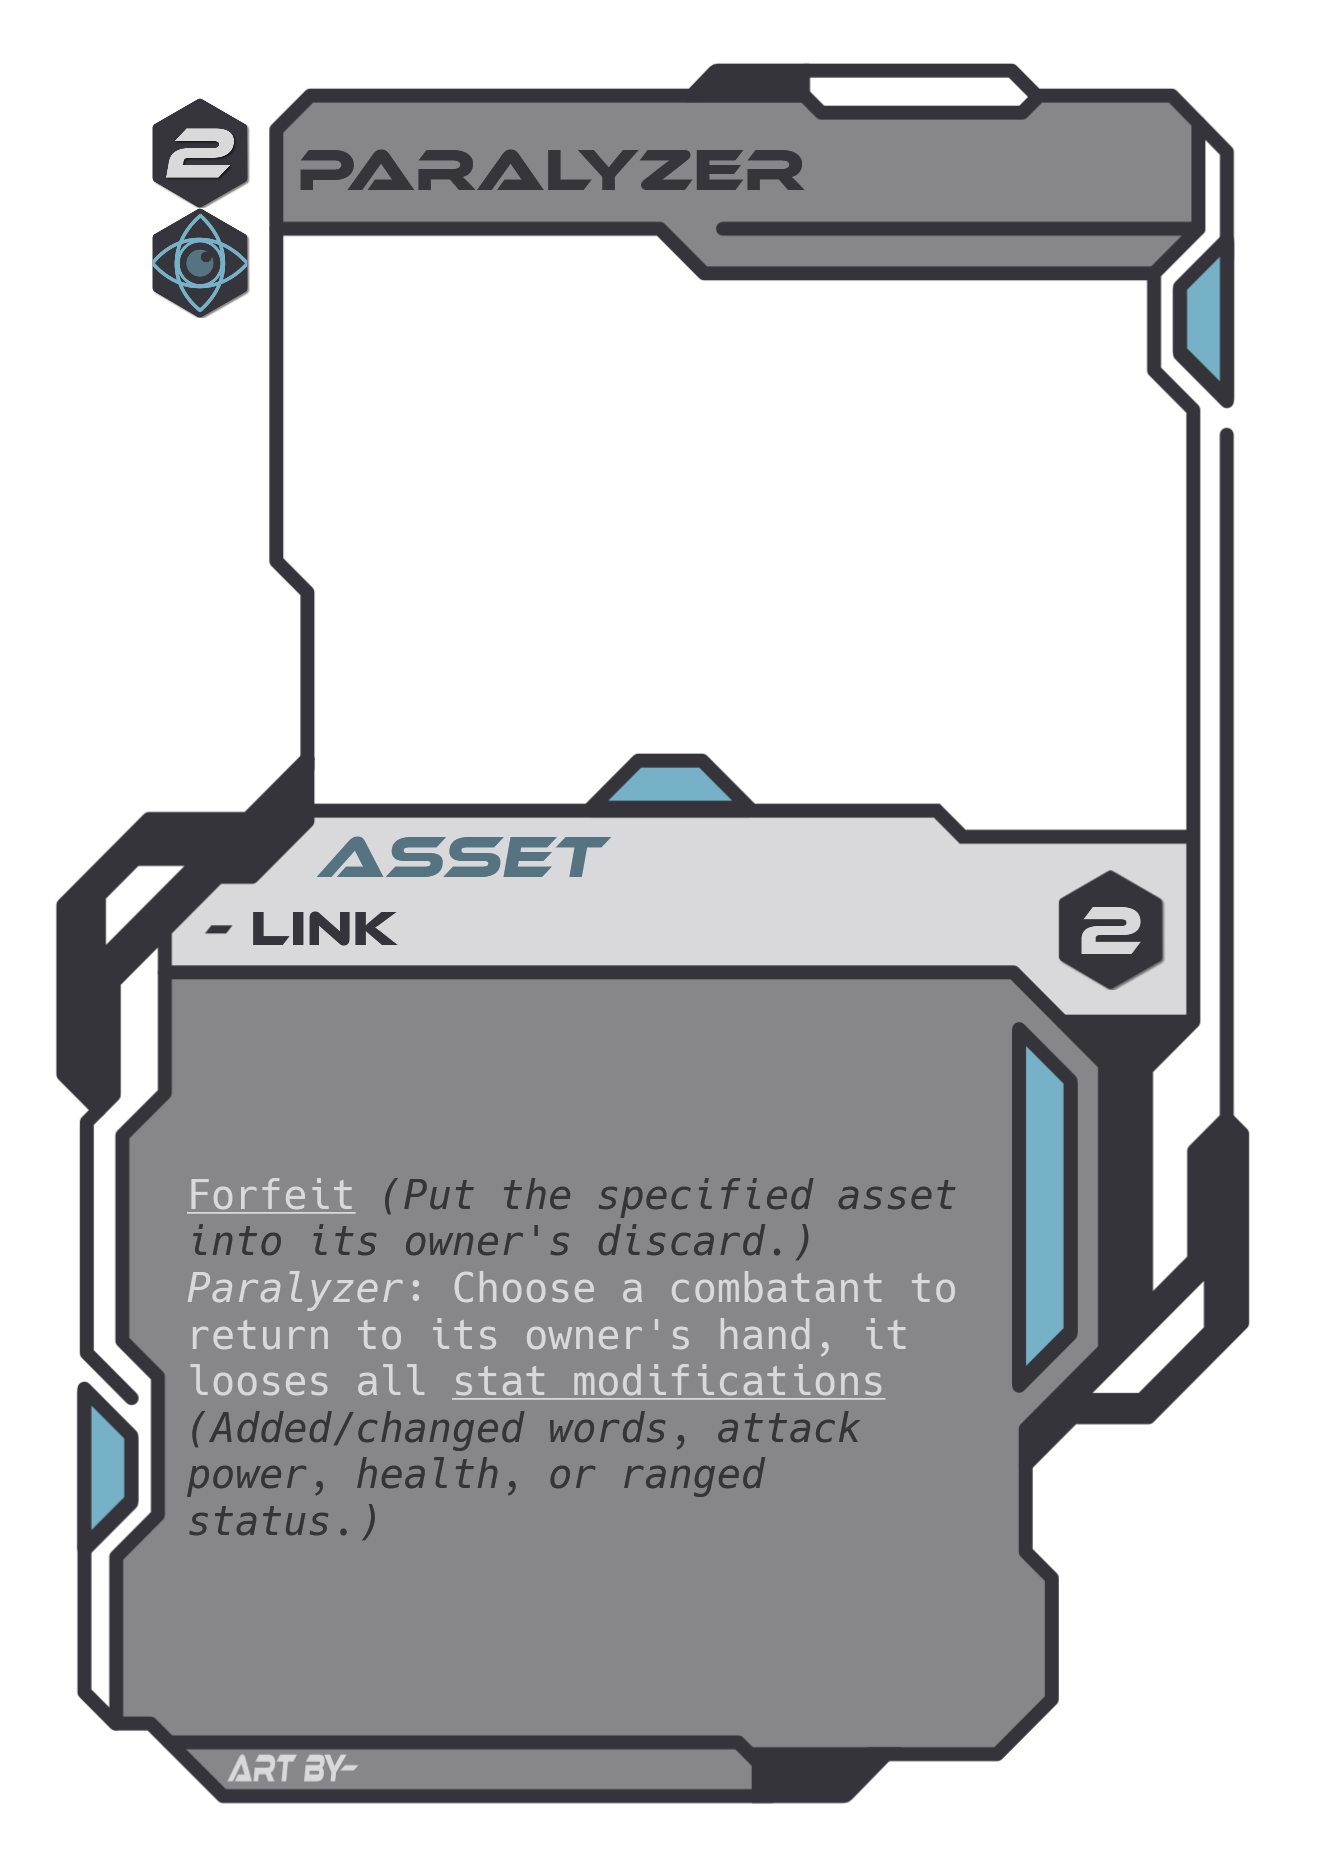 2
PARALYZER
ASSET
- LINK
2
Forfeit (Put the specified asset
into its owner's discard.)
Paralyzer: Choose a combatant to
return to its owner's hand, it
looses all stat modifications
(Added/changed words, attack
power, health, or ranged
status.)
ART BY-